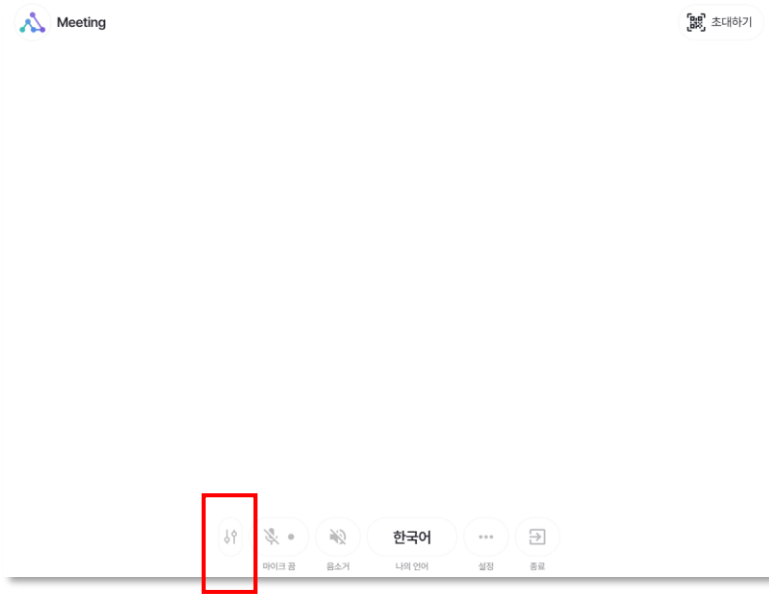 Meeting
초대하기
한국어
마이크 끔
음소거
나의 언어
설정
종료